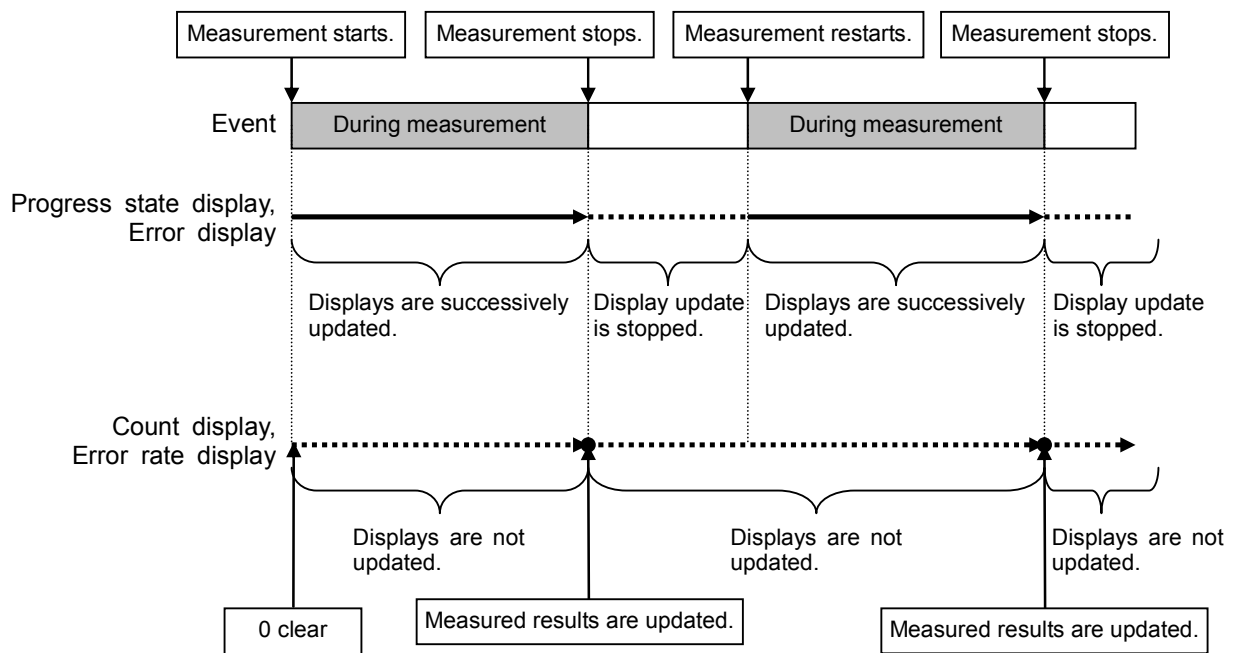 Measurement starts.
Measurement stops.
Measurement restarts.
Measurement stops.
Event
During measurement
During measurement
Progress state display,
Error display
Displays are successively
updated.
Display update
is stopped.
Displays are successively
updated.
Display update
is stopped.
Count display,
Error rate display
Displays are not
updated.
Displays are not
updated.
Displays are not
updated.
0 clear
Measured results are updated.
Measured results are updated.